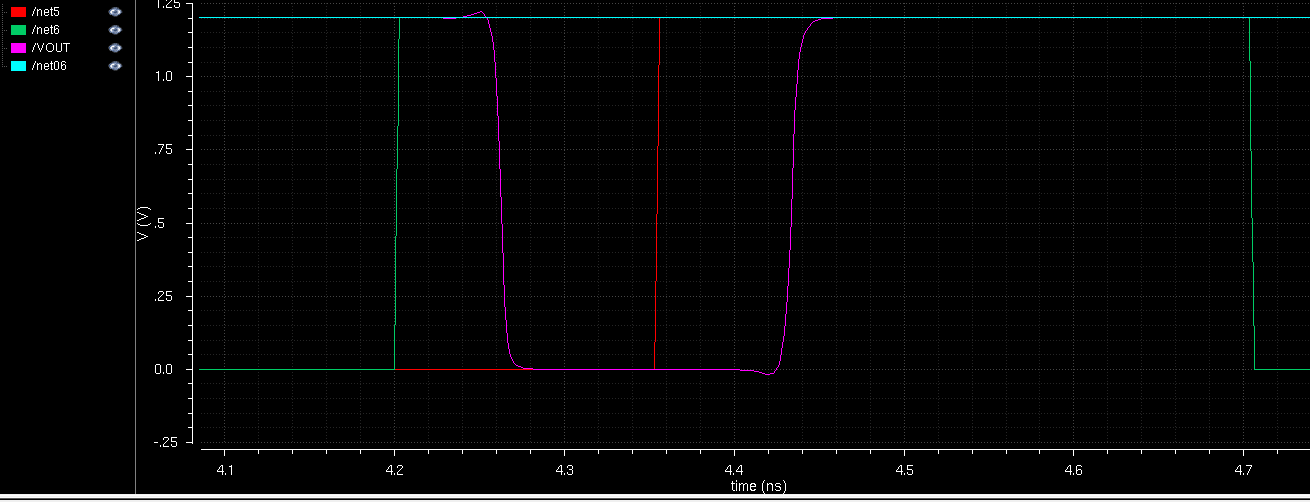 /net5
/net6
/VOUT
/net06
1.25
1.0
.75
.5
.25
0.0
-.25
V (V)
4.1 4.2 4.3 4.4 4.5 4.6 4.7
time (ns)